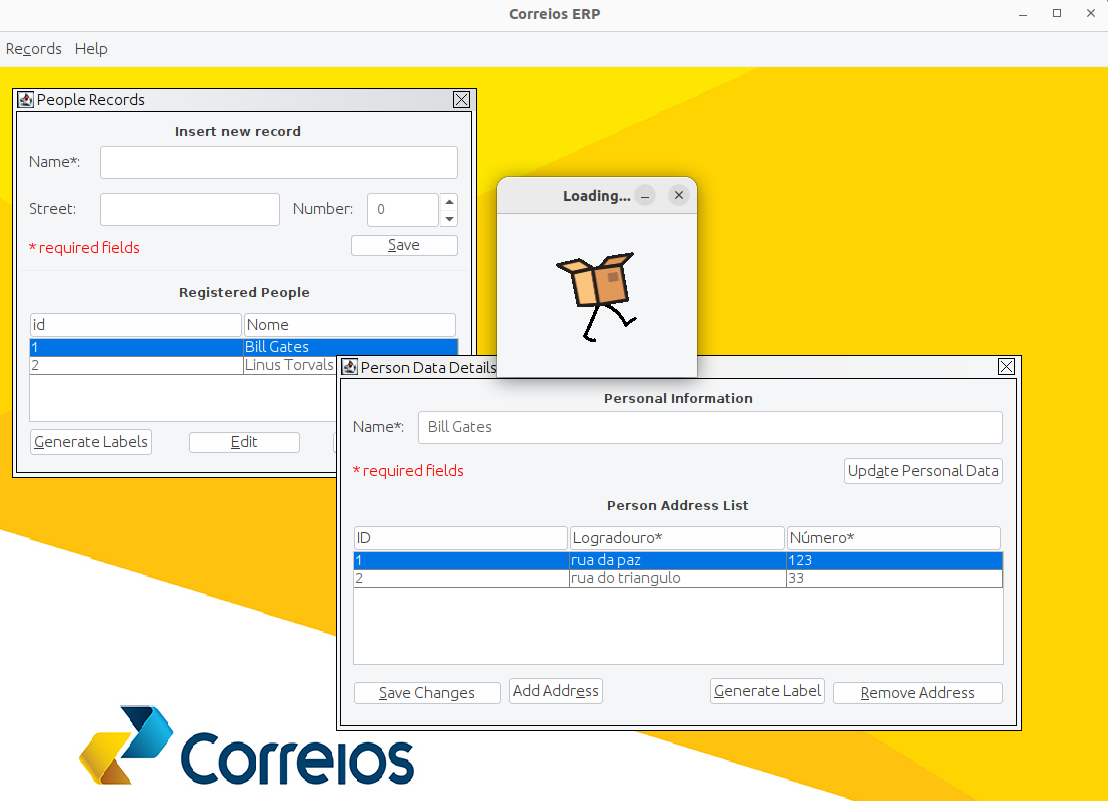 Correios ERP
Records Help
People Records
Insert new record
Name*:
Street:
Number: 0
* required fields
Save
Registered People
id Nome
1 Bill Gates
2 Linus Torvals
Generate Labels Edit
Loading...
Person Data Details
Personal Information
Name*: Bill Gates
* required fields
Update Personal Data
Person Address List
ID Logradouro* Número*
1 rua da paz 123
2 rua do triangulo 33
Save Changes Add Address Generate Label Remove Address
Correios